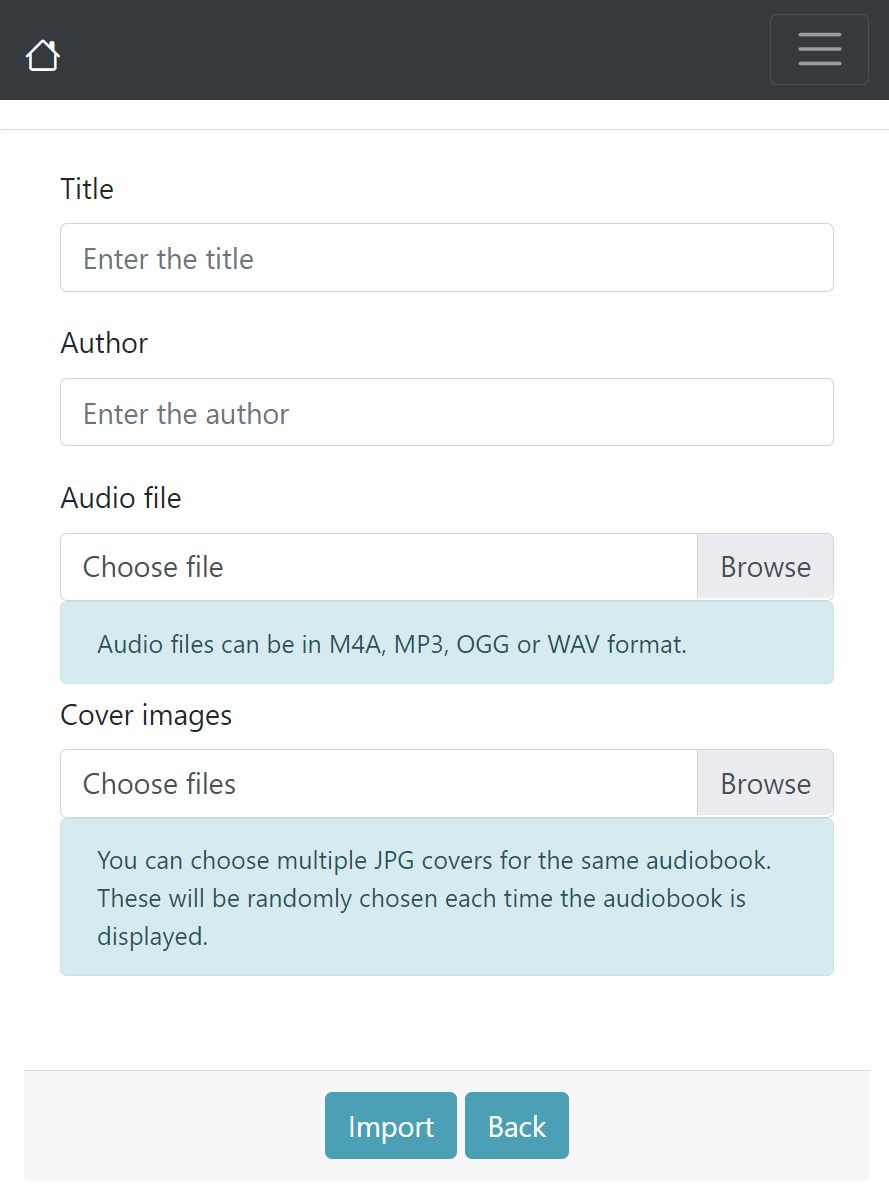 Title
Enter the title
Author
Enter the author
Audio file
Choose file
Browse
Audio files can be in M4A, MP3, OGG or WAV format.
Cover images
Choose files
Browse
You can choose multiple JPG covers for the same audiobook.
These will be randomly chosen each time the audiobook is
displayed.
Import
Back